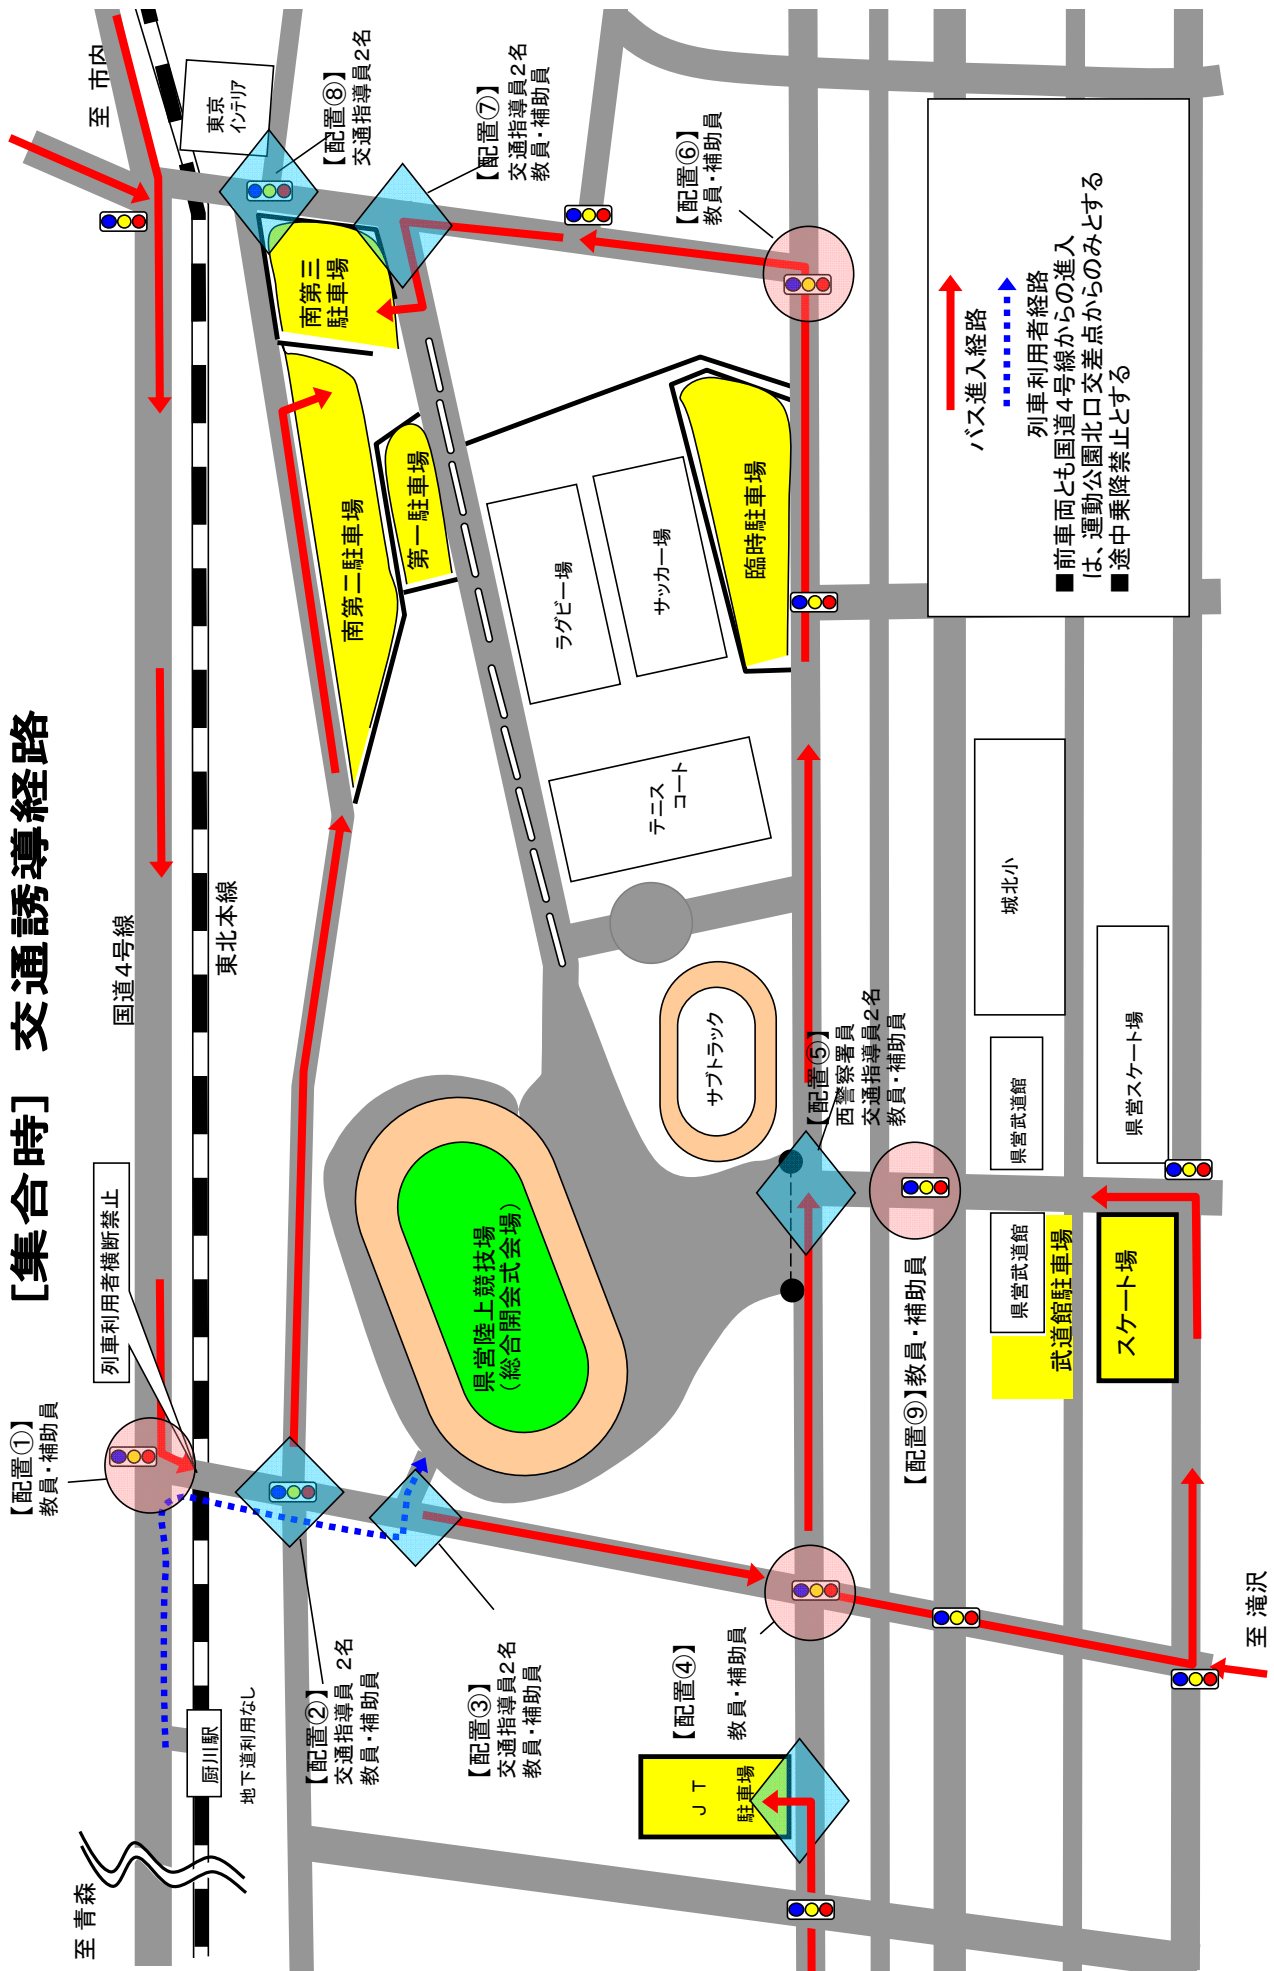 ［集合時］　交通誘導経路
至 青森
国道４号線
至 市内
東北本線
厨川駅
地下道利用なし
列車利用者横断禁止
【配置①】
教員・補助員
【配置②】
交通指導員 2名
教員・補助員
【配置③】
交通指導員2名
教員・補助員
【配置④】
教員・補助員
ＪＴ
駐車場
県営陸上競技場
（総合開会式会場）
サブトラック
【配置⑤】
西警察署員
交通指導員2名
教員・補助員
テニス
コート
ラグビー場
サッカー場
臨時駐車場
第一駐車場
南第二駐車場
南第三
駐車場
東京
インテリア
【配置⑧】
交通指導員2名
【配置⑦】
交通指導員2名
教員・補助員
【配置⑥】
教員・補助員
【配置⑨】教員・補助員
県営武道館
武道館駐車場
スケート場
県営武道館
県営スケート場
城北小
至 滝沢
バス進入経路
列車利用者経路
■前車両とも国道4号線からの進入
は、運動公園北口交差点からのみとする
■途中乗降禁止とする